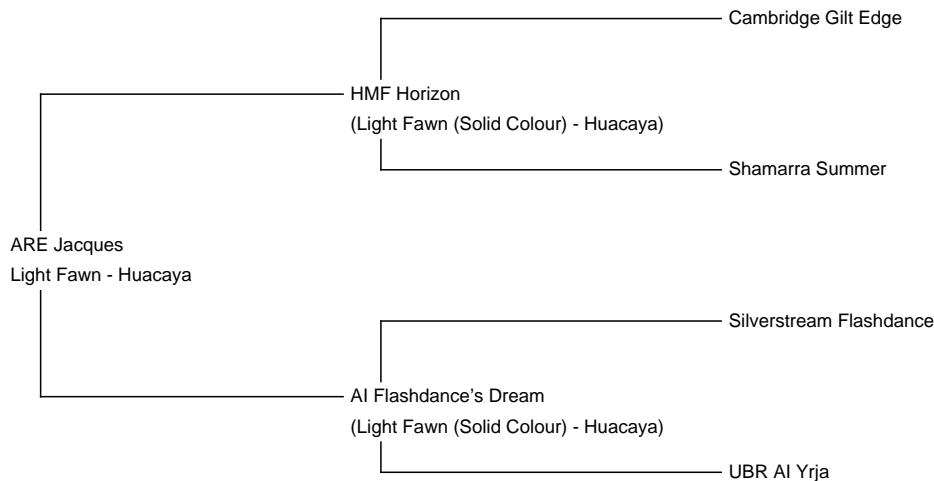 Cambridge Gilt Edge
HMF Horizon
(Light Fawn (Solid Colour) - Huacaya)
Shamarra Summer
ARE Jacques
Light Fawn - Huacaya
Silverstream Flashdance
AI Flashdance’s Dream
(Light Fawn (Solid Colour) - Huacaya)
UBR AI Yrja